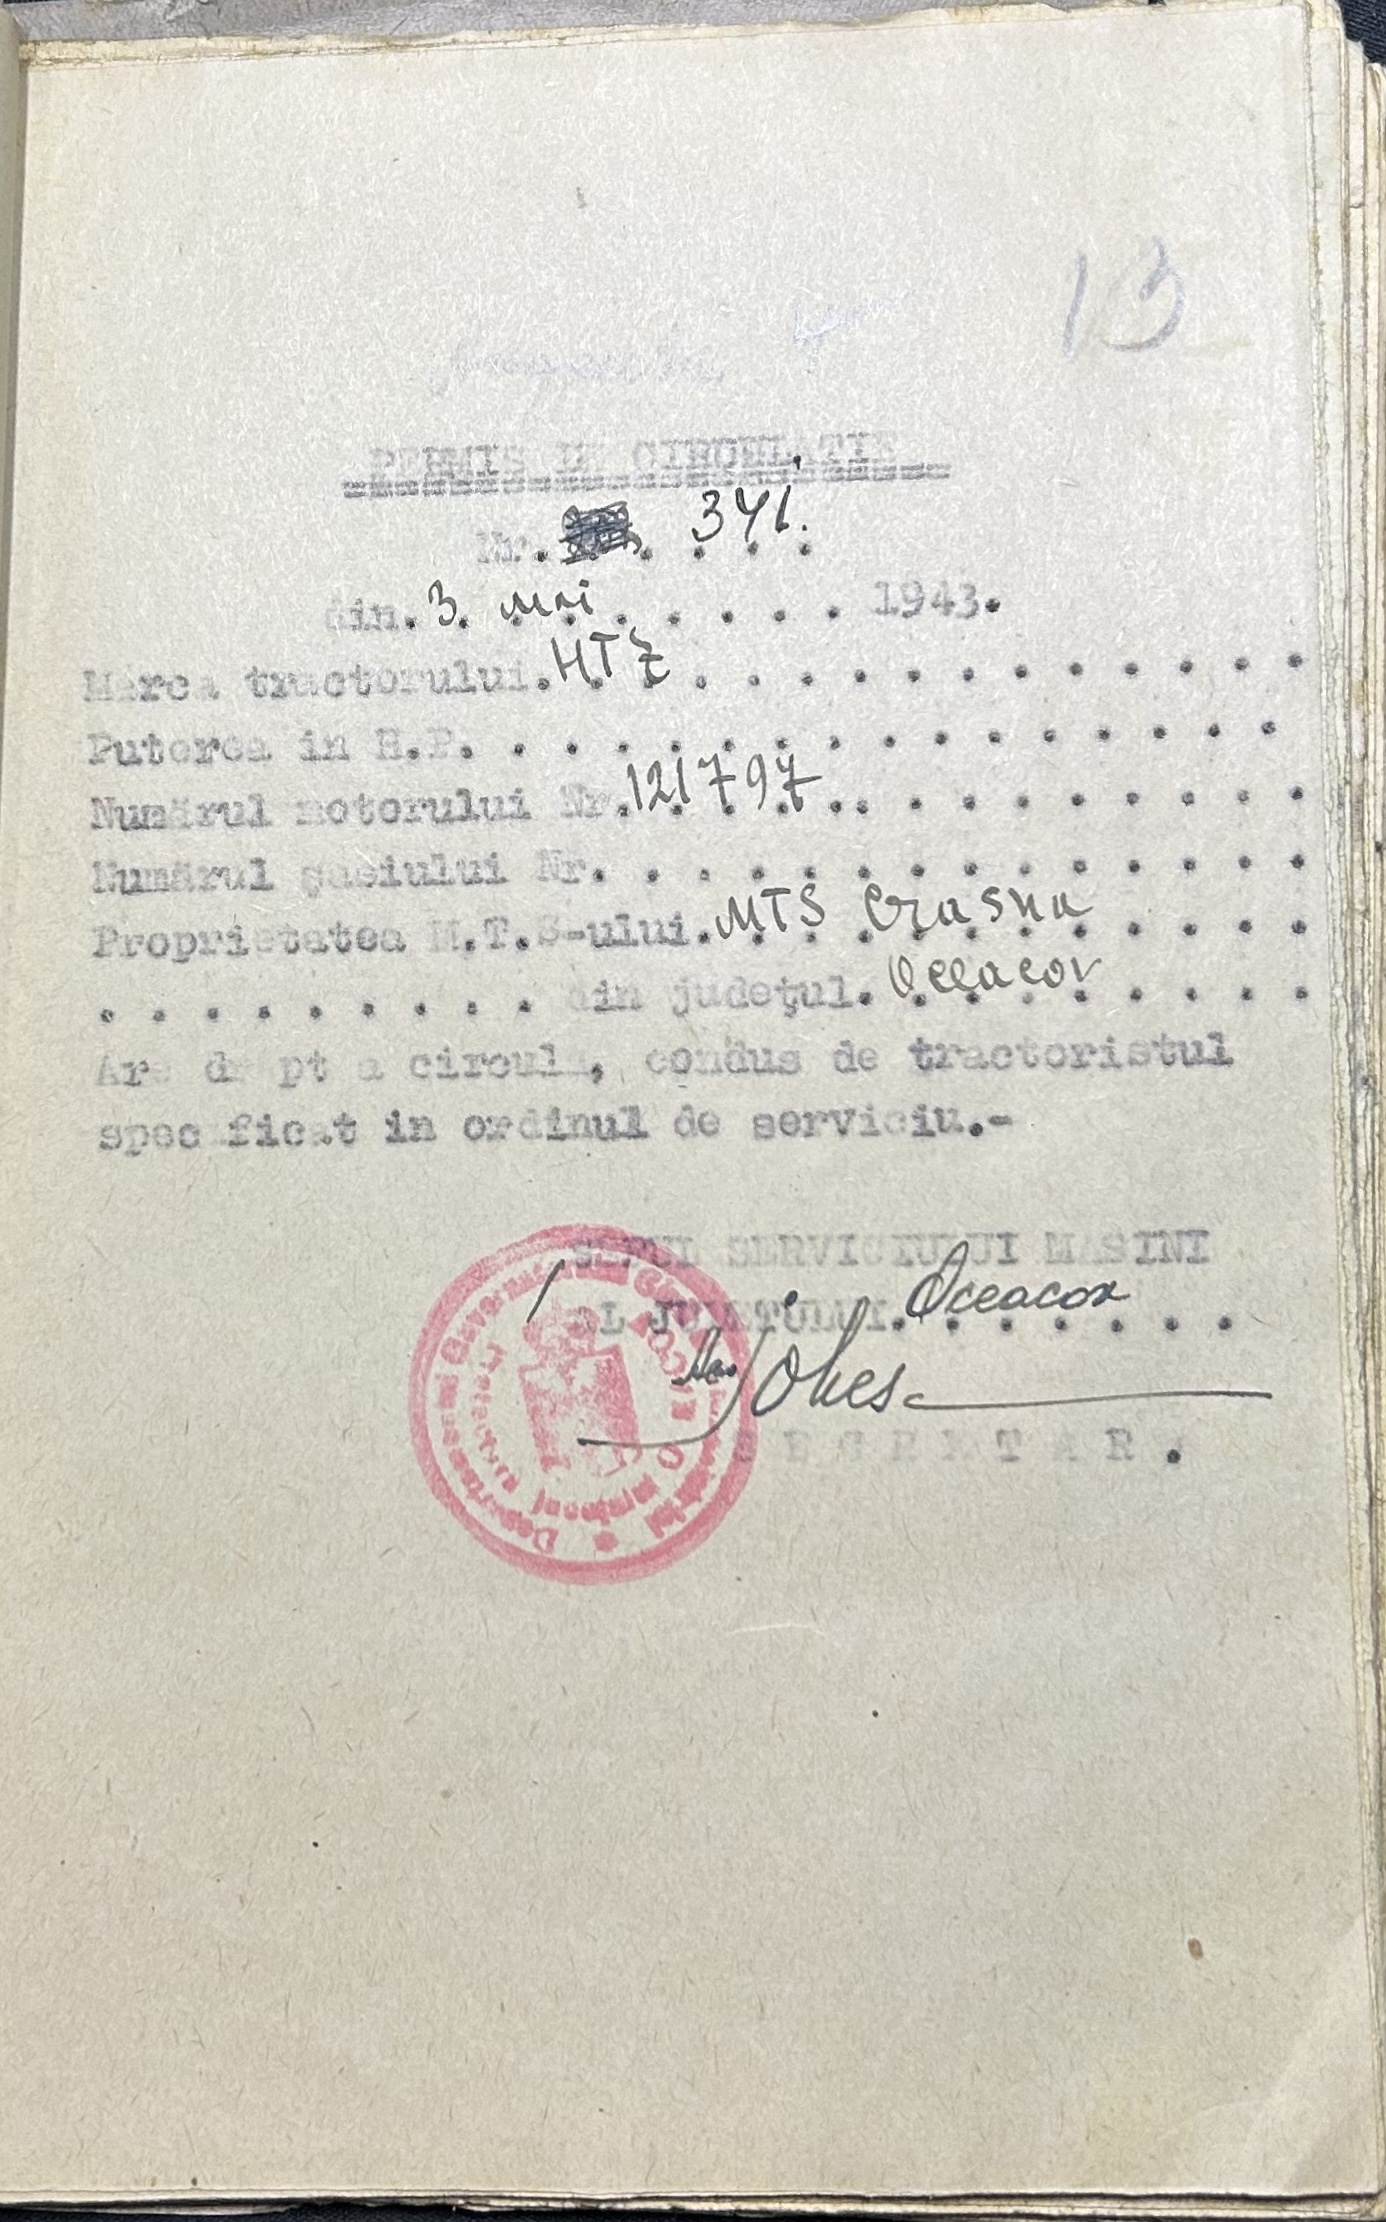 13
PERMIS DE CIRCULATIE
Nr. . 341.
din. 3. Mai . . . . . 1943.
Marca tractorului. HTZ . . . . . . . . . . . .
Puterea in H.P. . . . . . . . . . . . . . . .
Numărul motorului Nr. 121797 . . . . . . . . . .
Numărul şasiului Nr. . . . . . . . . . . . . . .
Proprietatea M.T.S-ului. MTS Crasna . . . .
. . . . . . . . . din judeţul. Oceacov . . . .
Are drept a circula, condus de tractoristul
specificat in ordinul de serviciu.-
SEFUL SERVICIULUI MASINI
AL JUDETULUI. Oceacov . .
SECRETAR.